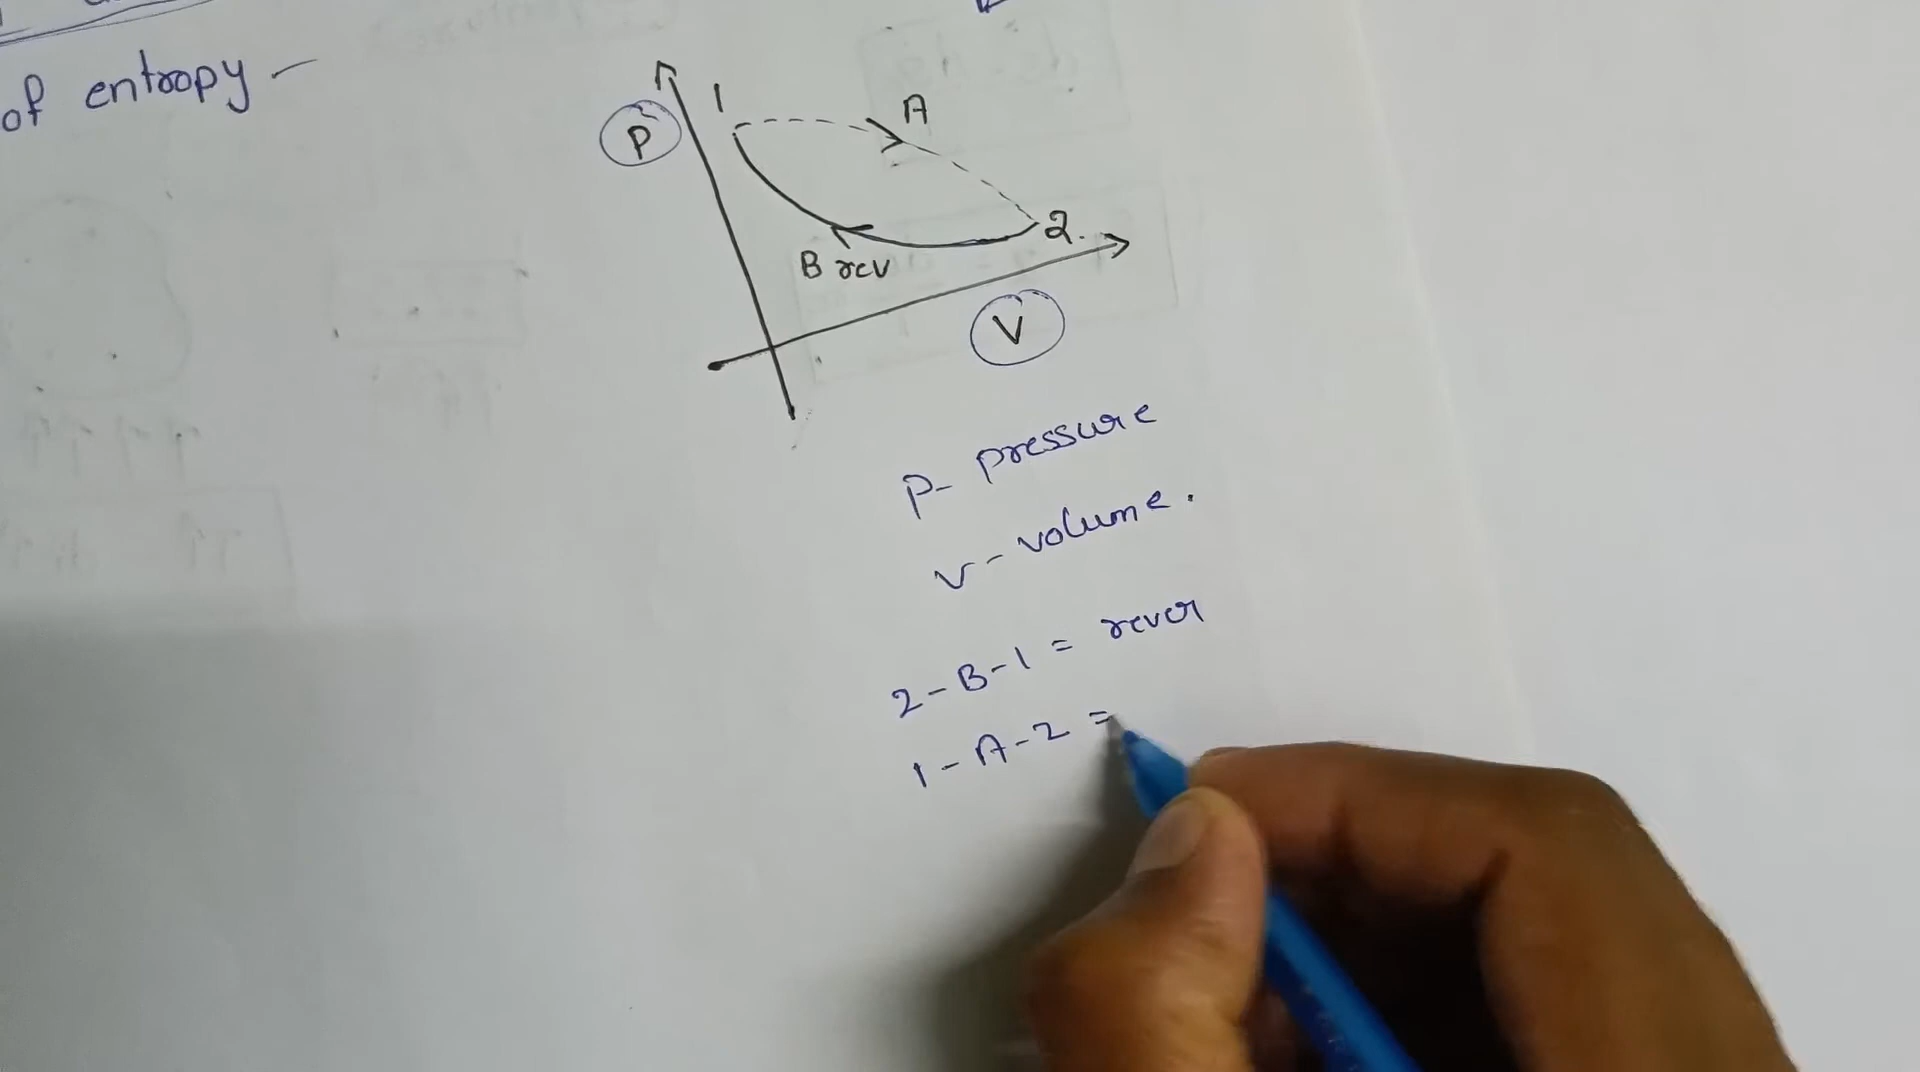 of entropy -
1
A
P
2.
B rev
V
P - pressure
V - volume.
2 - B - 1 = rever
1 - A - 2 =